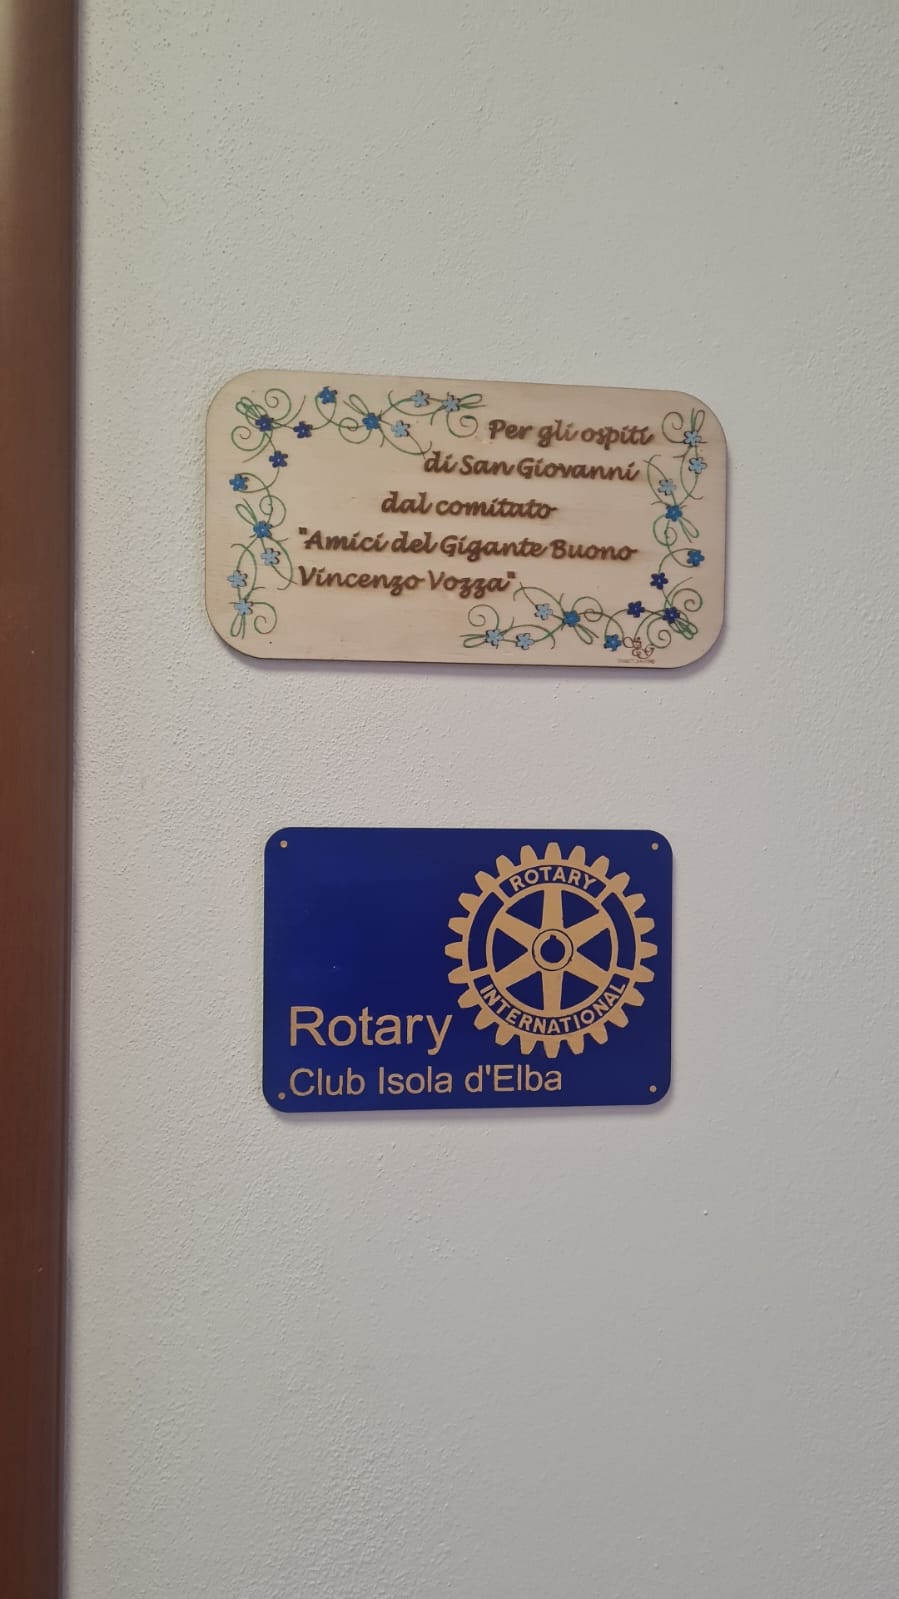 Per gli ospiti
di San Giovanni
dal comitato
"Amici del Gigante Buono
Vincenzo Vozza"
ROTARY
INTERNATIONAL
Rotary
Club Isola d'Elba